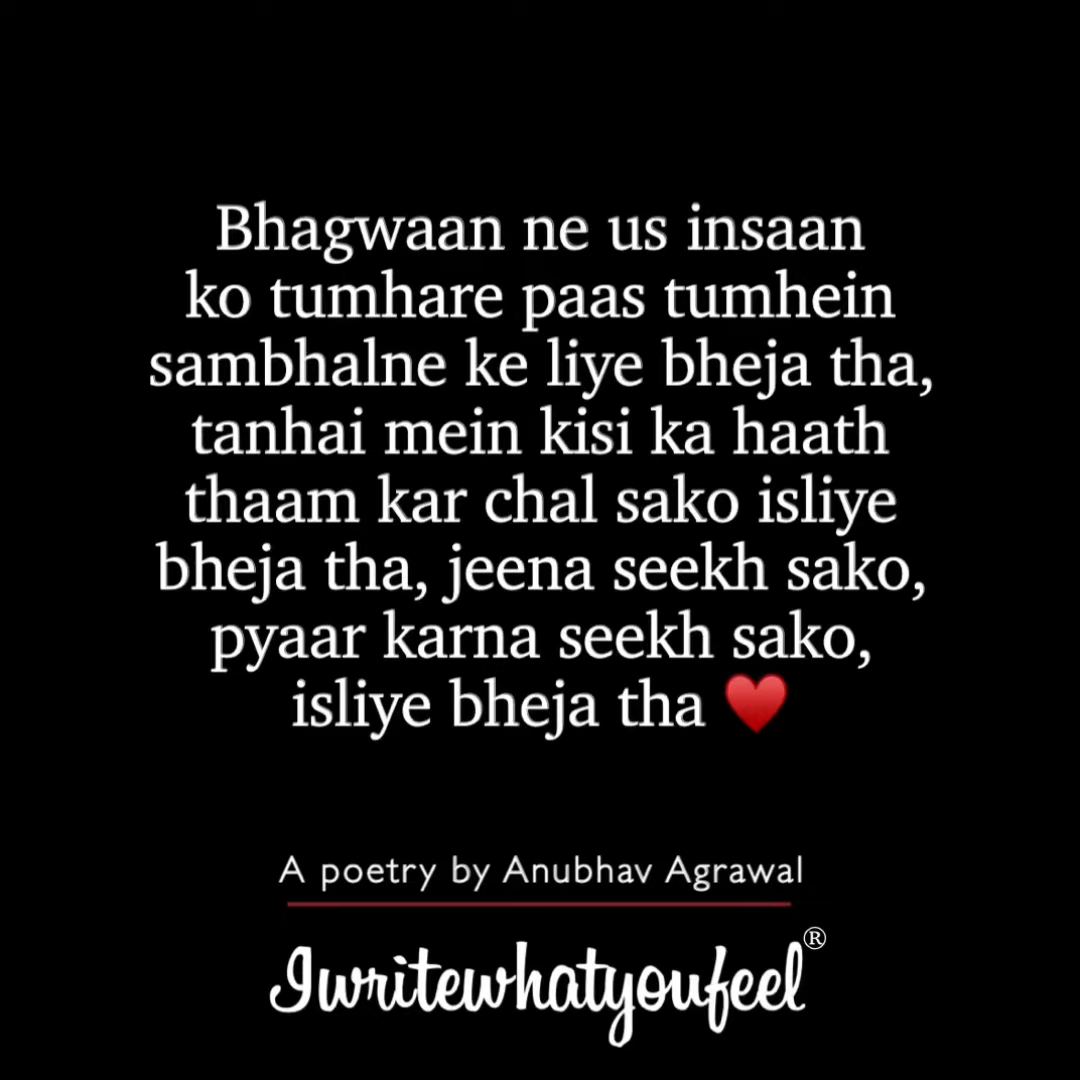 Bhagwaan ne us insaan
ko tumhare paas tumhein
sambhalne ke liye bheja tha,
tanhai mein kisi ka haath
thaam kar chal sako isliye
bheja tha, jeena seekh sako,
pyaar karna seekh sako,
isliye bheja tha ♥️
A poetry by Anubhav Agrawal
Iwritewhatyoufeel®